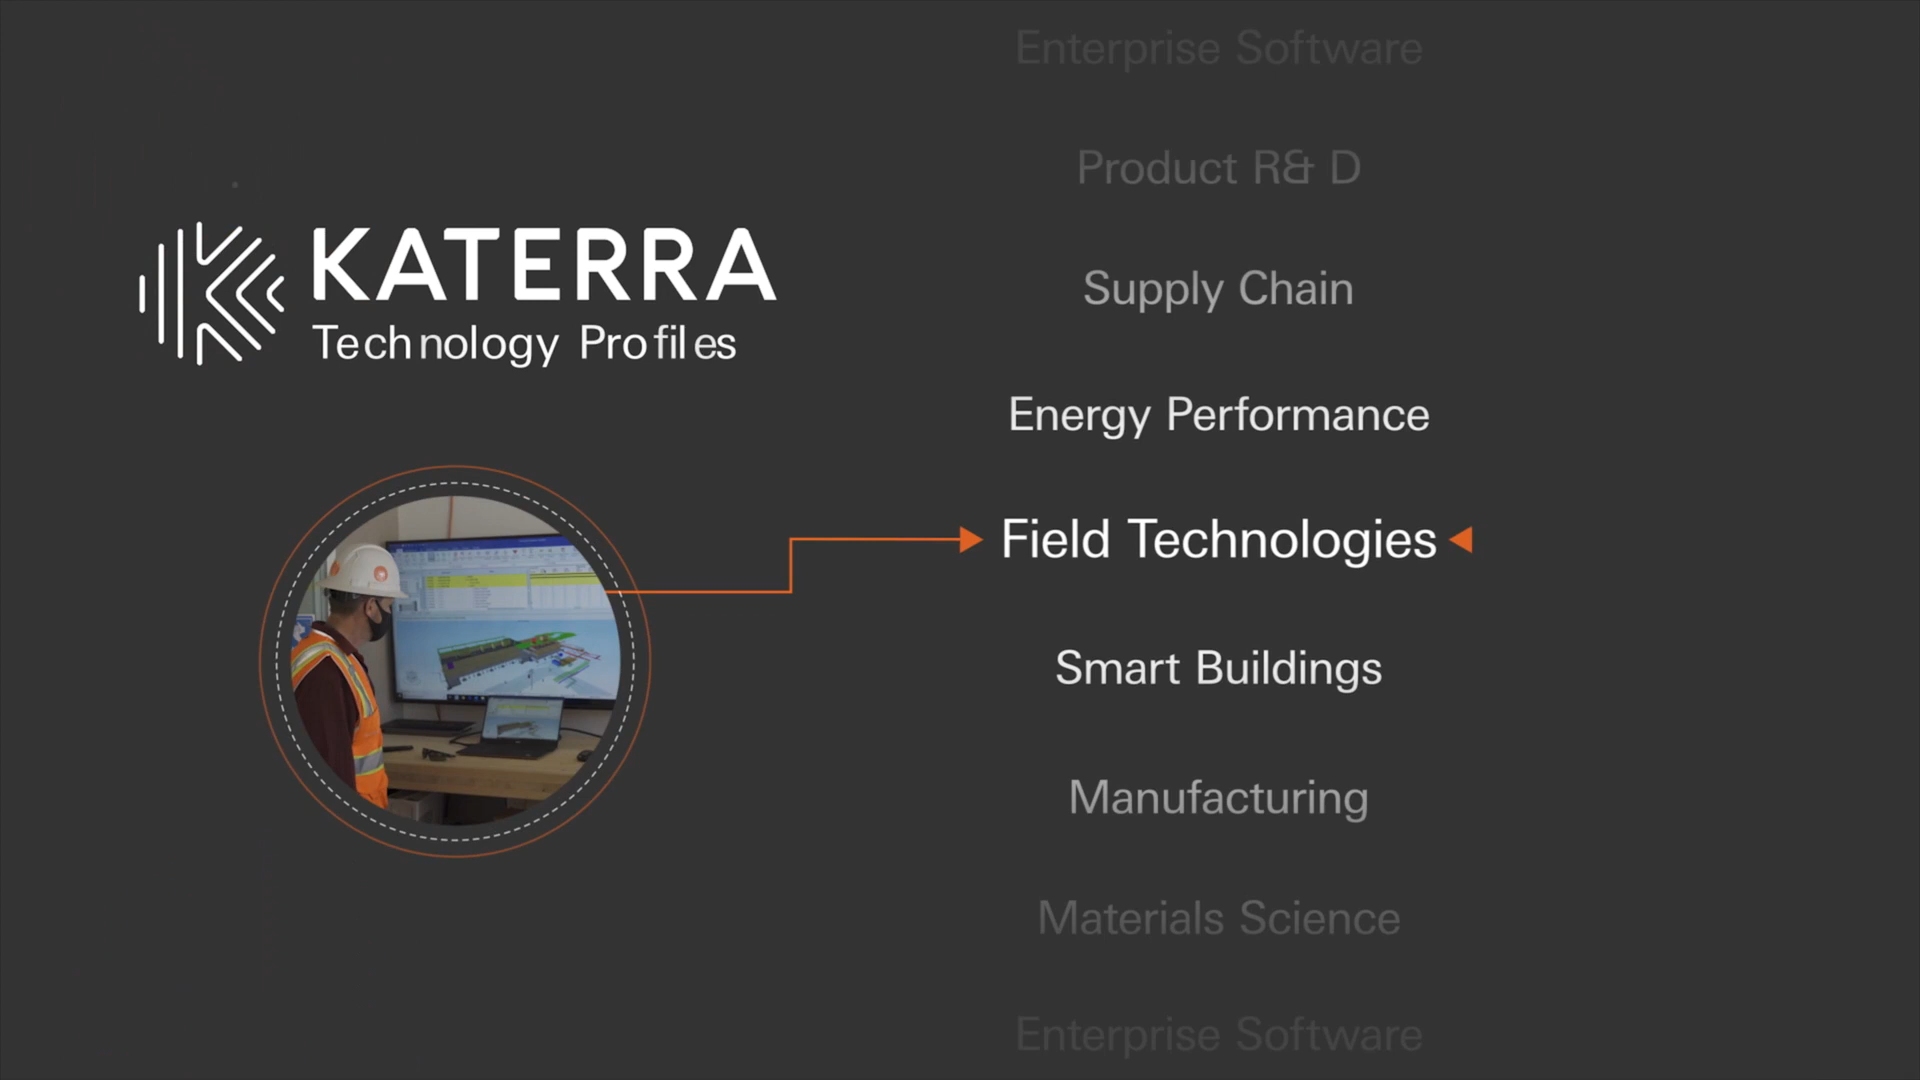 KATERRA
Technology Profiles
Enterprise Software
Product R& D
Supply Chain
Energy Performance
Field Technologies
Smart Buildings
Manufacturing
Materials Science
Enterprise Software